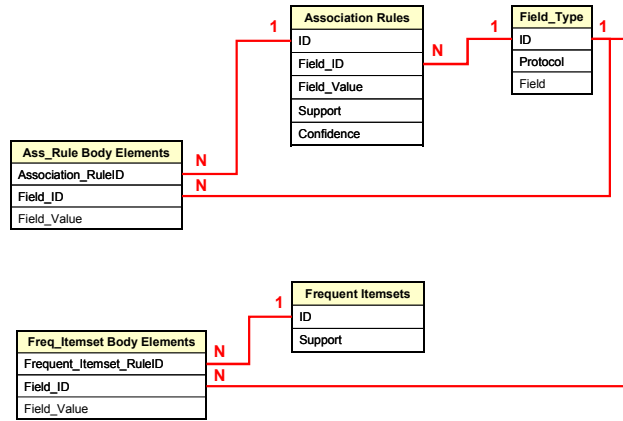 Association Rules
ID
Field_ID
Field_Value
Support
Confidence
1
N
Field_Type
ID
Protocol
Field
1
1
Ass_Rule Body Elements
Association_RuleID
Field_ID
Field_Value
N
N
Frequent Itemsets
ID
Support
1
Freq_Itemset Body Elements
Frequent_Itemset_RuleID
Field_ID
Field_Value
N
N